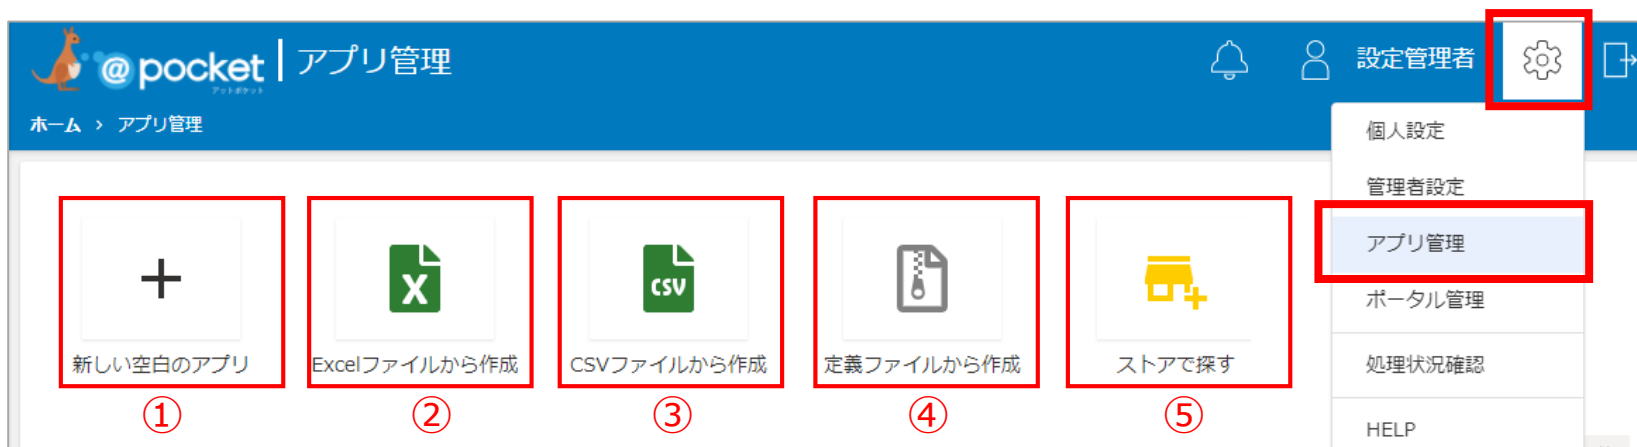 @pocket アプリ管理
アットポケット
設定管理者
ホーム > アプリ管理
個人設定
管理者設定
アプリ管理
ポータル管理
処理状況確認
HELP
X
CSV
新しい空白のアプリ
Excelファイルから作成
CSVファイルから作成
定義ファイルから作成
ストアで探す
①
②
③
④
⑤